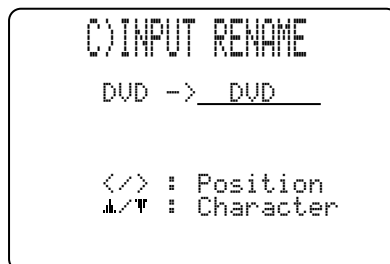 C)INPUT RENAME
DVD -> DVD
</> : Position
▲/▼ : Character